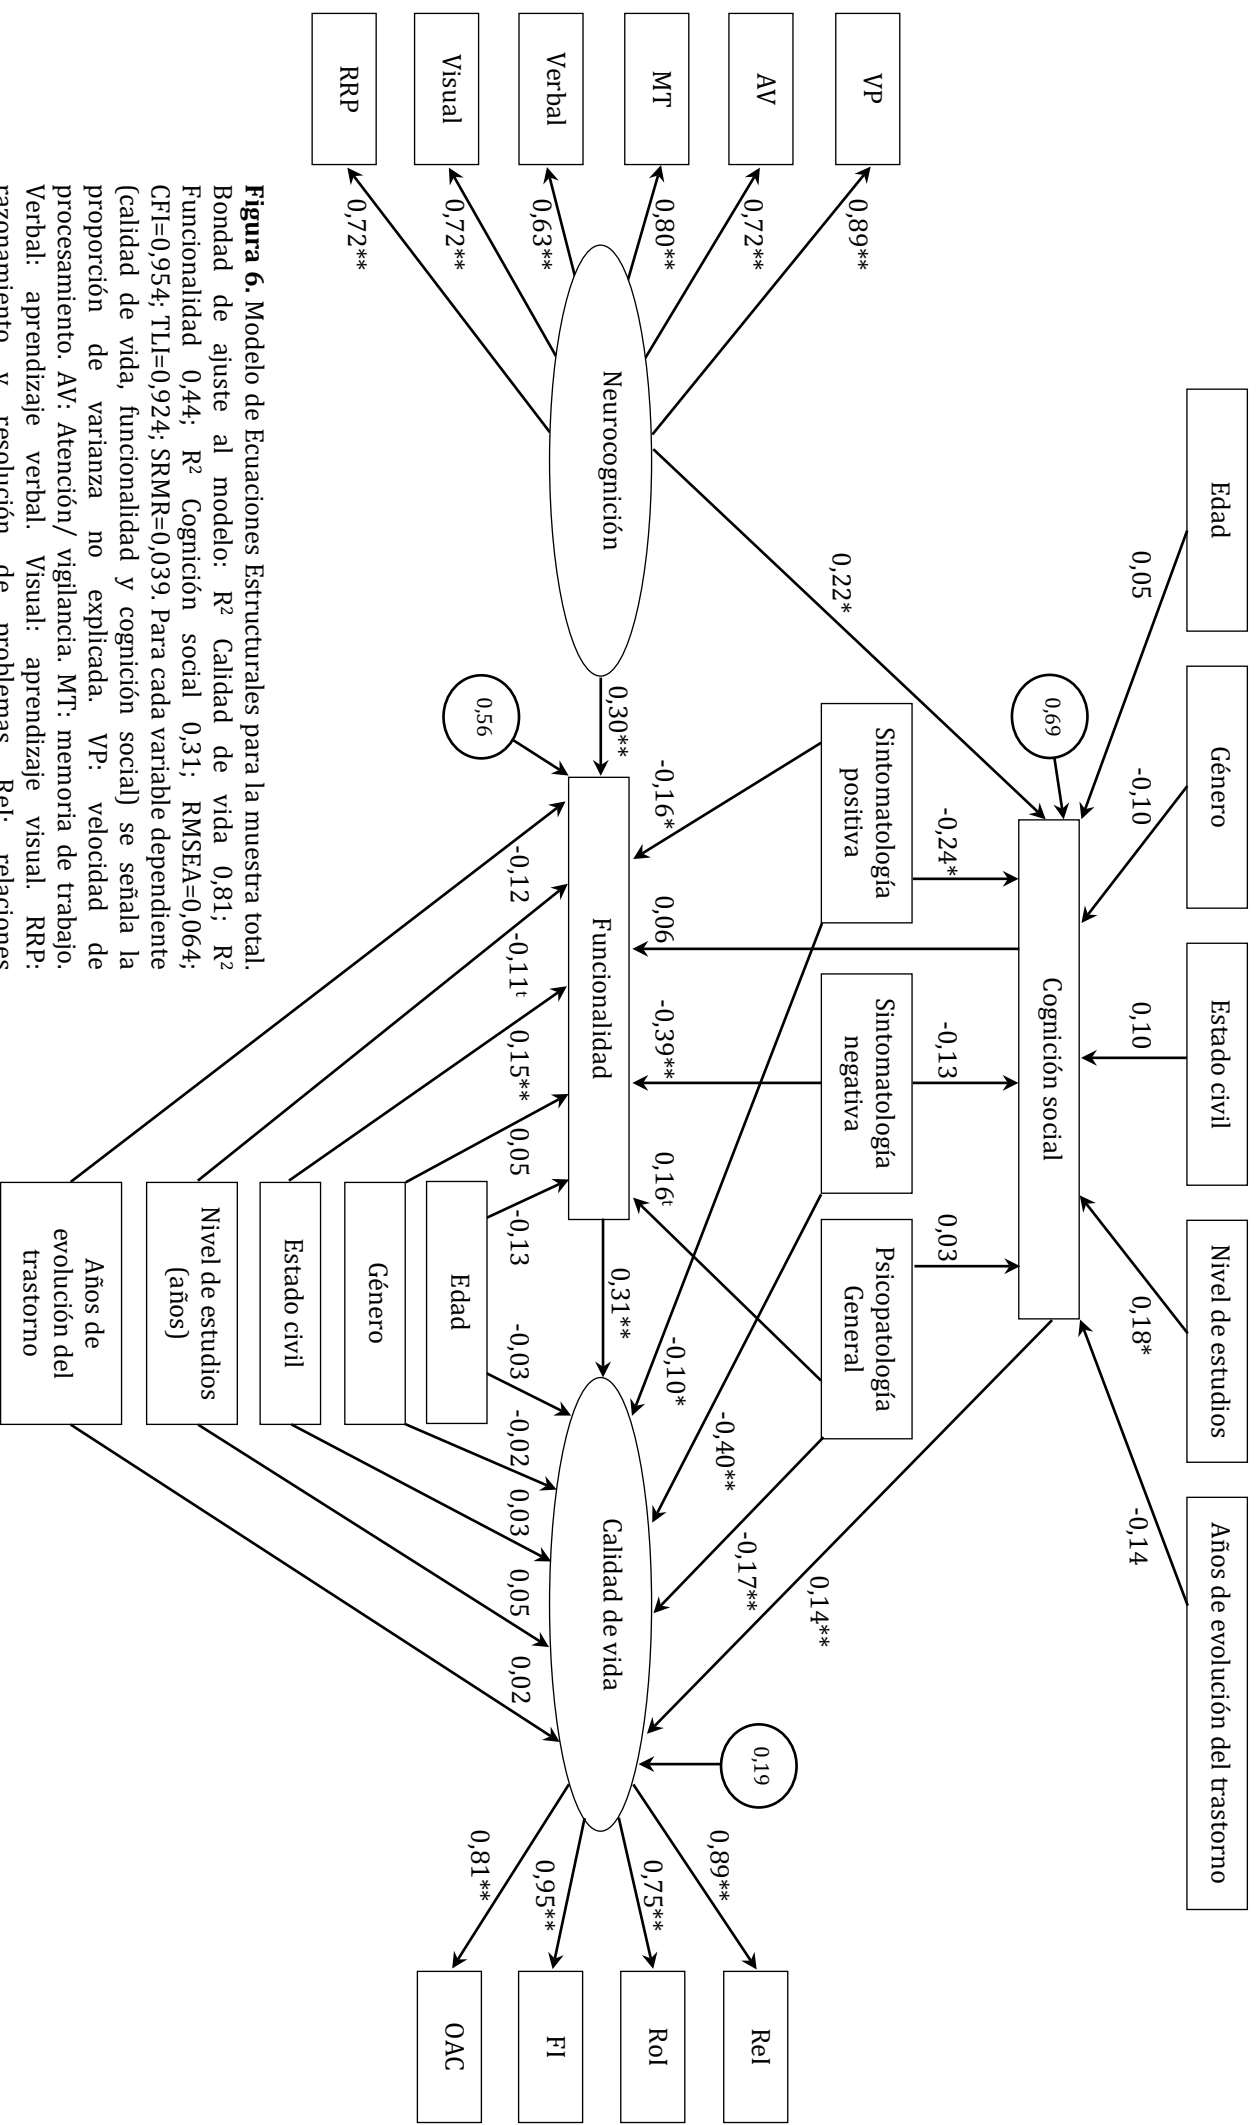 Edad
Género
Estado civil
Nivel de estudios
Años de evolución del trastorno
0,05
-0,10
0,10
0,18*
-0,14
0,69
Cognición social
VP
AV
MT
Verbal
Visual
RRP
0,89**
0,72**
0,80**
0,63**
0,72**
0,72**
Neurocognición
0,22*
0,30**
0,56
-0,24*
-0,13
0,03
Sintomatología
positiva
Sintomatología
negativa
Psicopatología
General
-0,16*
0,06
-0,39**
0,16ᵗ
-0,10*
-0,40**
-0,17**
0,14**
0,19
Funcionalidad
0,31**
Calidad de vida
-0,12
-0,11ᵗ
0,15**
0,05
-0,13
-0,03
-0,02
0,03
0,05
0,02
Edad
Género
Estado civil
Nivel de estudios
(años)
Años de
evolución del
trastorno
0,89**
0,75**
0,95**
0,81**
Rel
Rol
FI
OAC
Figura 6. Modelo de Ecuaciones Estructurales para la muestra total.
Bondad de ajuste al modelo: R² Calidad de vida 0,81; R²
Funcionalidad 0,44; R² Cognición social 0,31; RMSEA=0,064;
CFI=0,954; TLI=0,924; SRMR=0,039. Para cada variable dependiente
(calidad de vida, funcionalidad y cognición social) se señala la
proporción de varianza no explicada. VP: velocidad de
procesamiento. AV: Atención/ vigilancia. MT: memoria de trabajo.
Verbal: aprendizaje verbal. Visual: aprendizaje visual. RRP:
razonamiento y resolución de problemas. Rel: relaciones